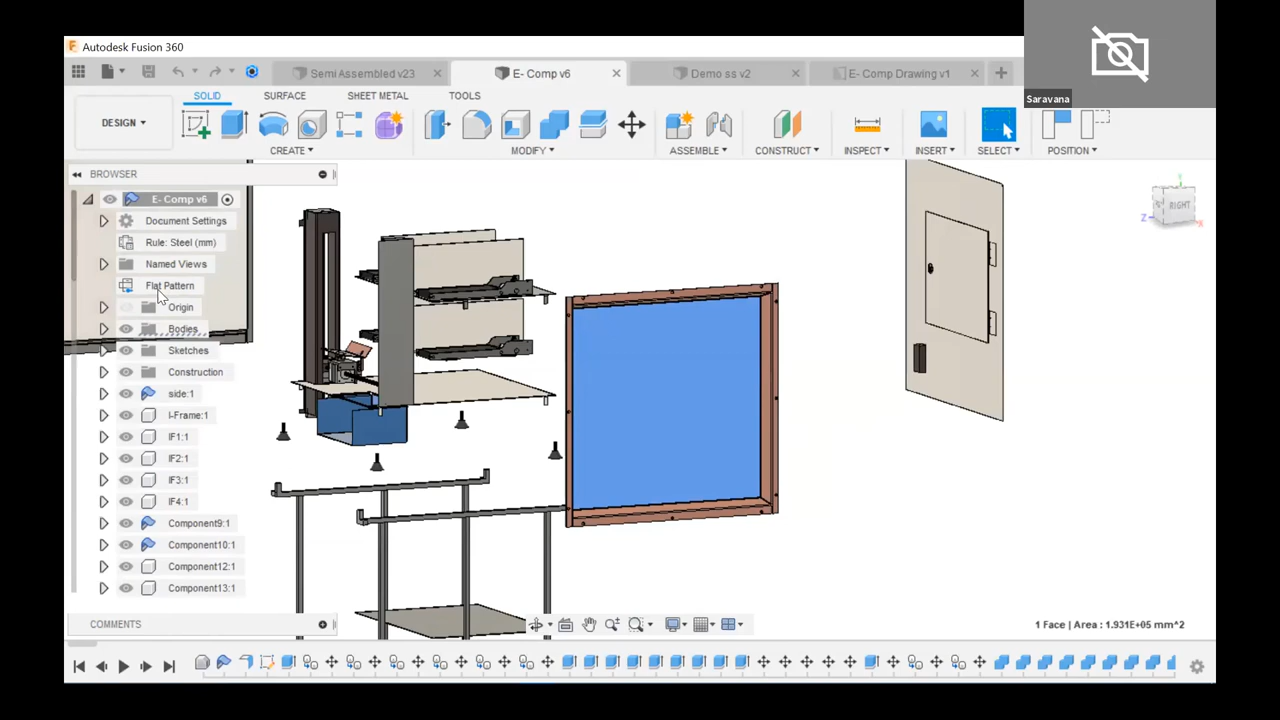 Autodesk Fusion 360
Saravana
Semi Assembled v23
E- Comp v6
Demo ss v2
E- Comp Drawing v1
SOLID
SURFACE
SHEET METAL
TOOLS
DESIGN
CREATE
MODIFY
ASSEMBLE
CONSTRUCT
INSPECT
INSERT
SELECT
POSITION
BROWSER
E- Comp v6
Document Settings
Rule: Steel (mm)
Named Views
Flat Pattern
Origin
Bodies
Sketches
Construction
side:1
I-Frame:1
IF1:1
IF2:1
IF3:1
IF4:1
Component9:1
Component10:1
Component12:1
Component13:1
Y
RIGHT
Z
X
COMMENTS
1 Face | Area : 1.931E+05 mm^2